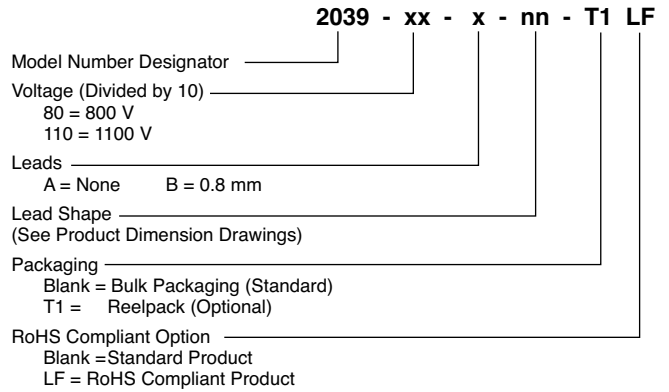 2039 - xx - x - nn - T1 LF
Model Number Designator
Voltage (Divided by 10)
80 = 800 V
110 = 1100 V
Leads
A = None B = 0.8 mm
Lead Shape
(See Product Dimension Drawings)
Packaging
Blank = Bulk Packaging (Standard)
T1 = Reelpack (Optional)
RoHS Compliant Option
Blank =Standard Product
LF = RoHS Compliant Product